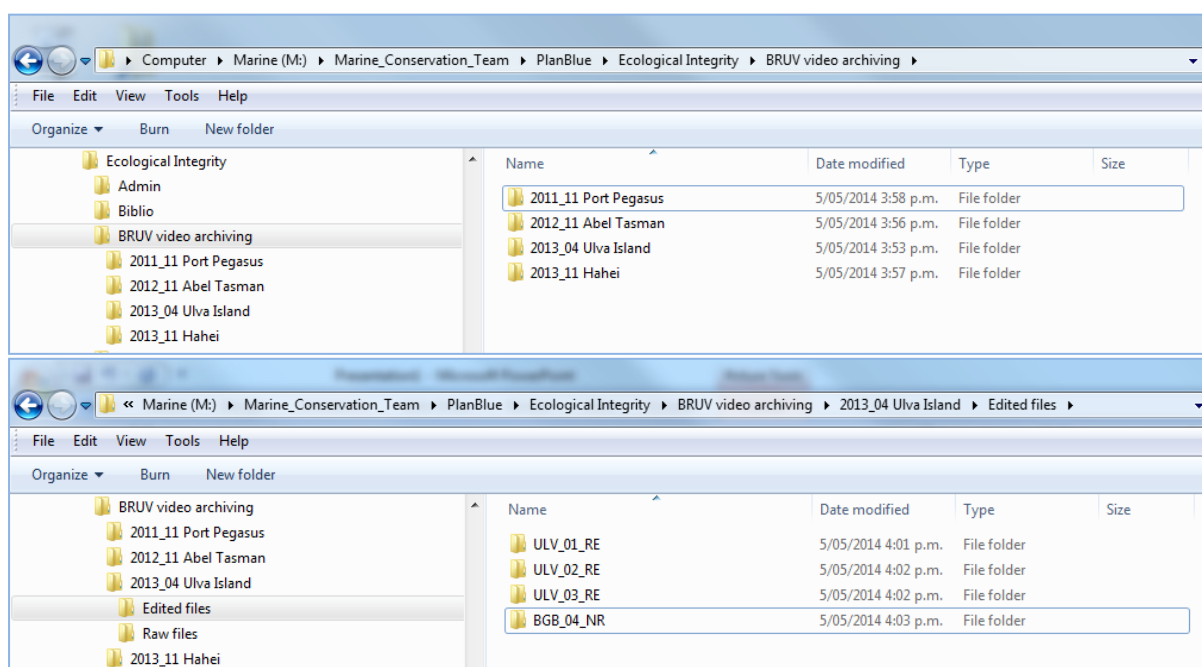 Computer Marine (M:) Marine_Conservation_Team PlanBlue Ecological Integrity BRUV video archiving
File Edit View Tools Help
Organize Burn New folder
Ecological Integrity
Admin
Biblio
BRUV video archiving
2011_11 Port Pegasus
2012_11 Abel Tasman
2013_04 Ulva Island
2013_11 Hahei
Name Date modified Type Size
2011_11 Port Pegasus 5/05/2014 3:58 p.m. File folder
2012_11 Abel Tasman 5/05/2014 3:56 p.m. File folder
2013_04 Ulva Island 5/05/2014 3:53 p.m. File folder
2013_11 Hahei 5/05/2014 3:57 p.m. File folder
« Marine (M:) Marine_Conservation_Team PlanBlue Ecological Integrity BRUV video archiving 2013_04 Ulva Island Edited files
File Edit View Tools Help
Organize Burn New folder
BRUV video archiving
2011_11 Port Pegasus
2012_11 Abel Tasman
2013_04 Ulva Island
Edited files
Raw files
2013_11 Hahei
Name Date modified Type Size
ULV_01_RE 5/05/2014 4:01 p.m. File folder
ULV_02_RE 5/05/2014 4:02 p.m. File folder
ULV_03_RE 5/05/2014 4:02 p.m. File folder
BGB_04_NR 5/05/2014 4:03 p.m. File folder